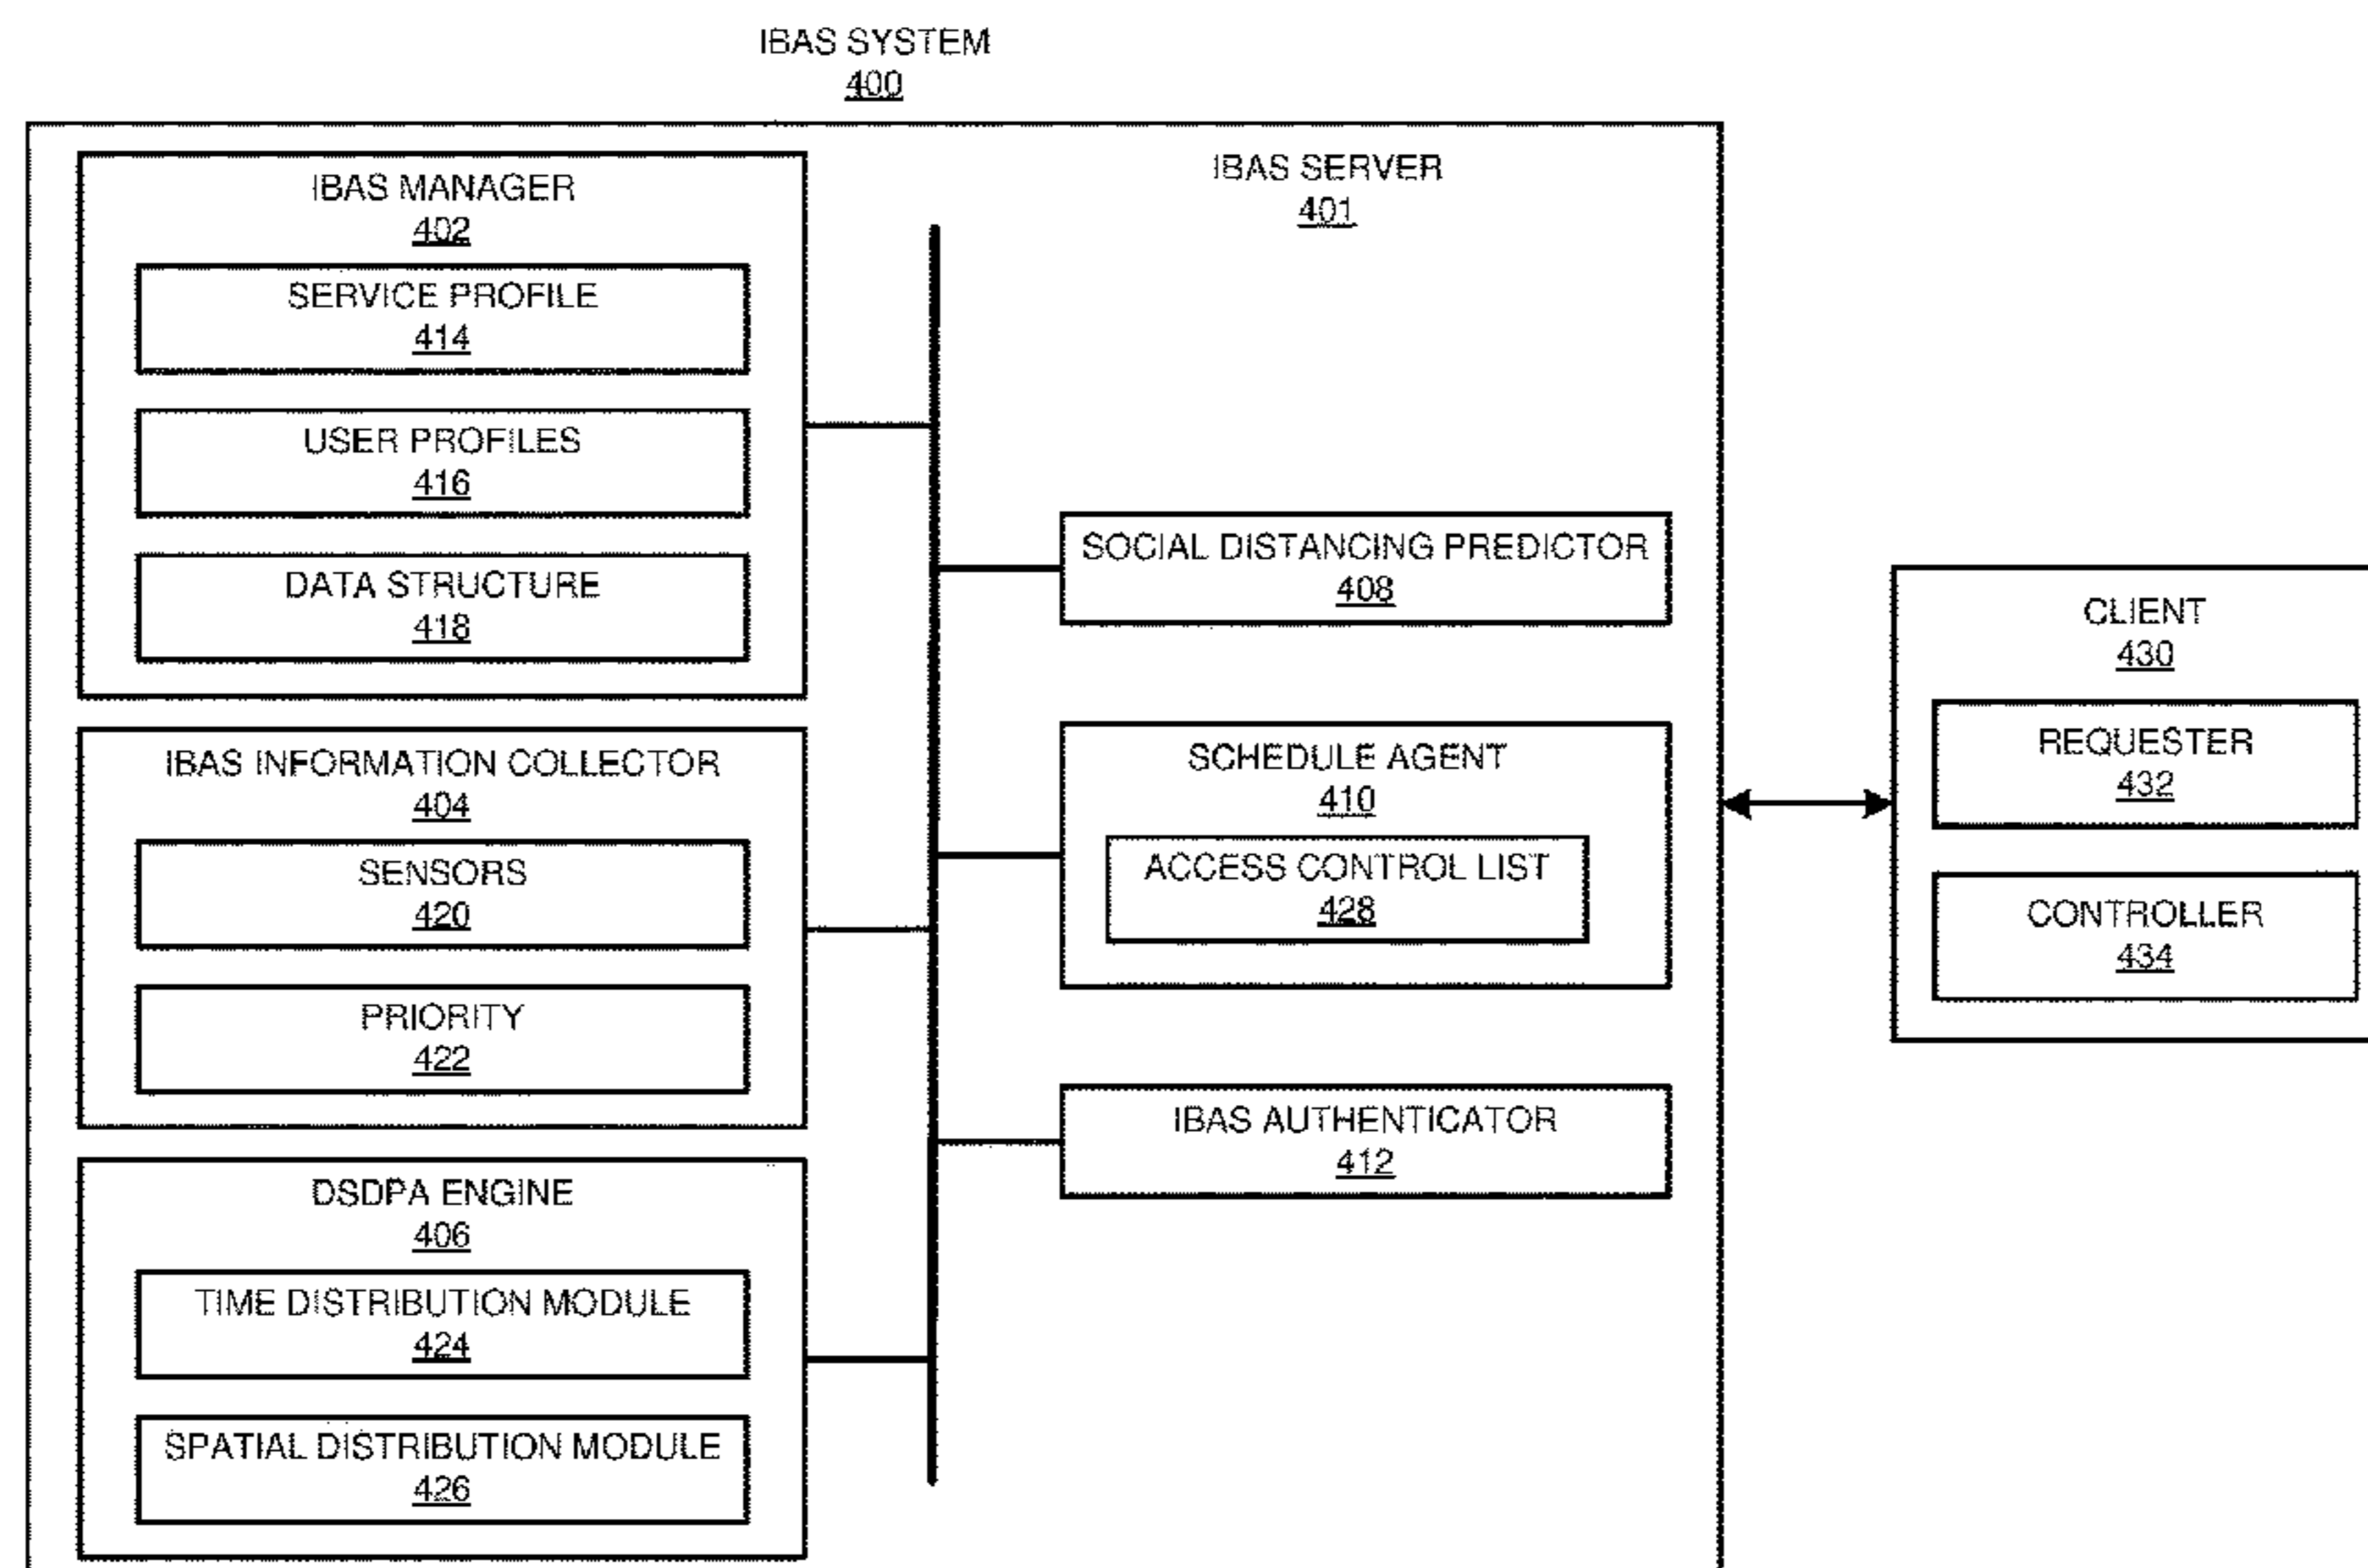 IBAS SYSTEM
400
IBAS MANAGER
402
SERVICE PROFILE
414
USER PROFILES
416
DATA STRUCTURE
418
IBAS INFORMATION COLLECTOR
404
SENSORS
420
PRIORITY
422
DSDPA ENGINE
406
TIME DISTRIBUTION MODULE
424
SPATIAL DISTRIBUTION MODULE
426
IBAS SERVER
401
SOCIAL DISTANCING PREDICTOR
408
SCHEDULE AGENT
410
ACCESS CONTROL LIST
428
IBAS AUTHENTICATOR
412
CLIENT
430
REQUESTER
432
CONTROLLER
434